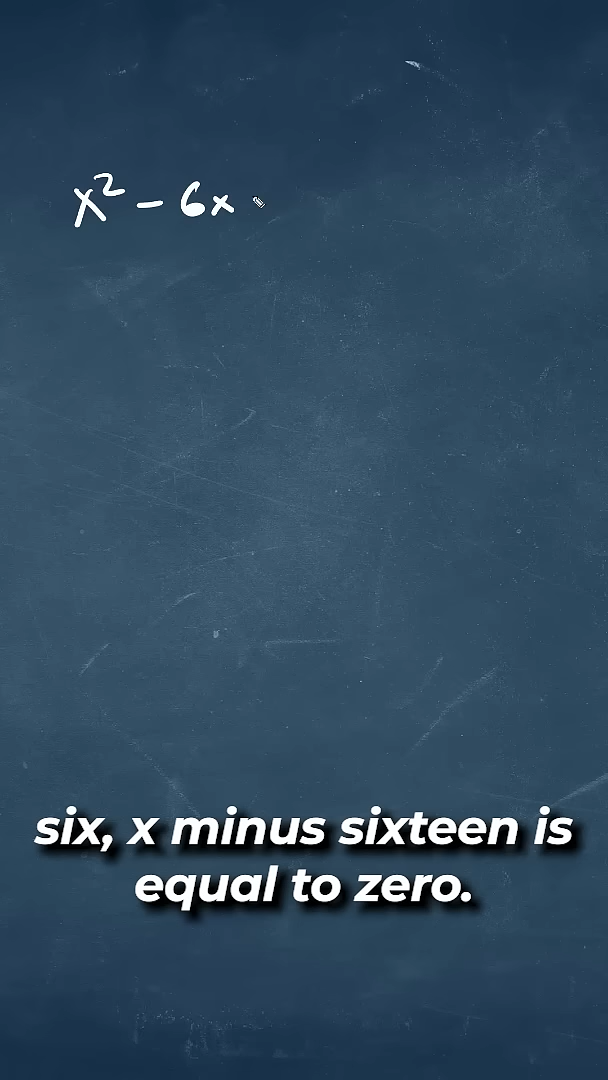 x² - 6x
six, x minus sixteen is
equal to zero.